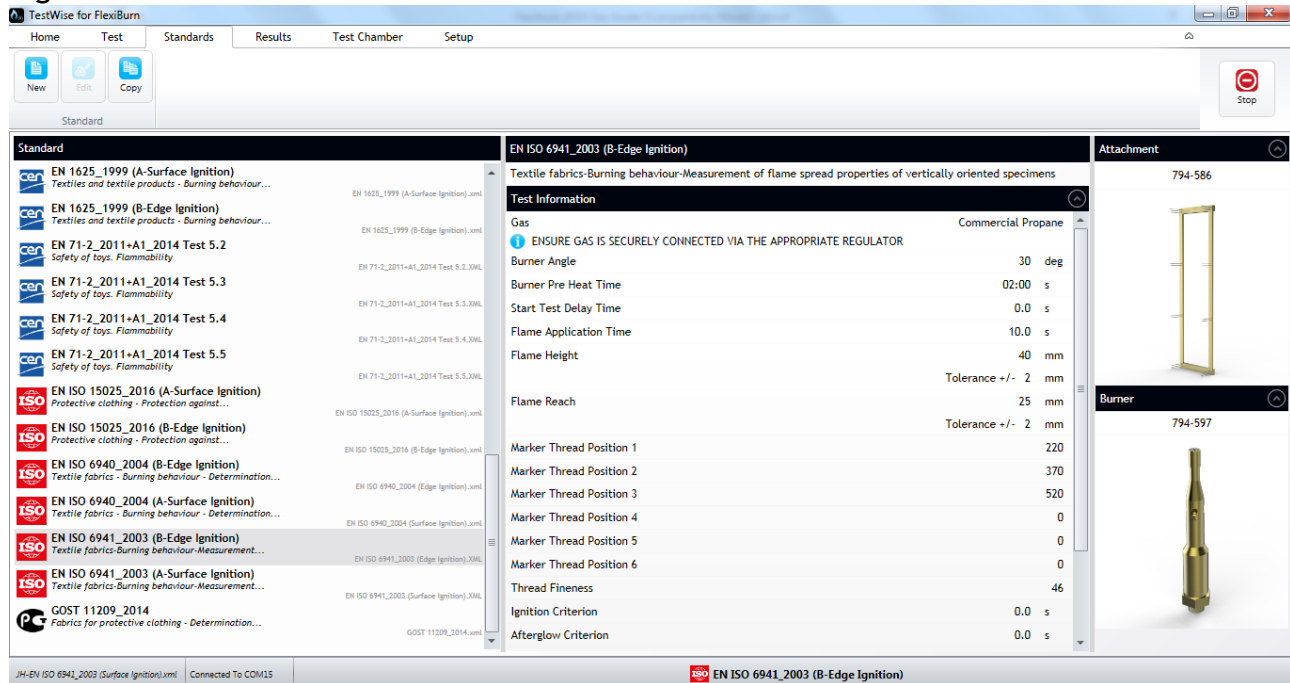 TestWise for FlexiBurn
Home Test Standards Results Test Chamber Setup
New Edit Copy
Standard
Stop
Standard
EN 1625_1999 (A-Surface Ignition)
Textiles and textile products - Burning behaviour...
EN 1625_1999 (A-Surface Ignition).xml
EN 1625_1999 (B-Edge Ignition)
Textiles and textile products - Burning behaviour...
EN 1625_1999 (B-Edge Ignition).xml
EN 71-2_2011+A1_2014 Test 5.2
Safety of toys. Flammability
EN 71-2_2011+A1_2014 Test 5.2.XML
EN 71-2_2011+A1_2014 Test 5.3
Safety of toys. Flammability
EN 71-2_2011+A1_2014 Test 5.3.XML
EN 71-2_2011+A1_2014 Test 5.4
Safety of toys. Flammability
EN 71-2_2011+A1_2014 Test 5.4.XML
EN 71-2_2011+A1_2014 Test 5.5
Safety of toys. Flammability
EN 71-2_2011+A1_2014 Test 5.5.XML
EN ISO 15025_2016 (A-Surface Ignition)
Protective clothing - Protection against...
EN ISO 15025_2016 (A-Surface Ignition).xml
EN ISO 15025_2016 (B-Edge Ignition)
Protective clothing - Protection against...
EN ISO 15025_2016 (B-Edge Ignition).xml
EN ISO 6940_2004 (B-Edge Ignition)
Textile fabrics - Burning behaviour - Determination...
EN ISO 6940_2004 (Edge Ignition).xml
EN ISO 6940_2004 (A-Surface Ignition)
Textile fabrics - Burning behaviour - Determination...
EN ISO 6940_2004 (Surface Ignition).xml
EN ISO 6941_2003 (B-Edge Ignition)
Textile fabrics-Burning behaviour-Measurement...
EN ISO 6941_2003 (Edge Ignition).XML
EN ISO 6941_2003 (A-Surface Ignition)
Textile fabrics-Burning behaviour-Measurement...
EN ISO 6941_2003 (Surface Ignition).XML
GOST 11209_2014
Fabrics for protective clothing - Determination...
GOST 11209_2014.xml
cen
cen
cen
cen
cen
cen
ISO
ISO
ISO
ISO
ISO
ISO
EN ISO 6941_2003 (B-Edge Ignition)
Textile fabrics-Burning behaviour-Measurement of flame spread properties of vertically oriented specimens
Test Information
Gas Commercial Propane
ENSURE GAS IS SECURELY CONNECTED VIA THE APPROPRIATE REGULATOR
Burner Angle 30 deg
Burner Pre Heat Time 02:00 s
Start Test Delay Time 0.0 s
Flame Application Time 10.0 s
Flame Height 40 mm
Tolerance +/- 2 mm
Flame Reach 25 mm
Tolerance +/- 2 mm
Marker Thread Position 1 220
Marker Thread Position 2 370
Marker Thread Position 3 520
Marker Thread Position 4 0
Marker Thread Position 5 0
Marker Thread Position 6 0
Thread Fineness 46
Ignition Criterion 0.0 s
Afterglow Criterion 0.0 s
Attachment
794-586
Burner
794-597
JH-EN ISO 6941_2003 (Surface Ignition).xml Connected To COM15
ISO EN ISO 6941_2003 (B-Edge Ignition)